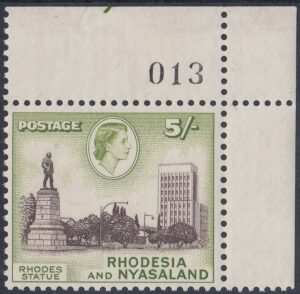 013
POSTAGE 5/-
RHODES
STATUE
RHODESIA
AND NYASALAND